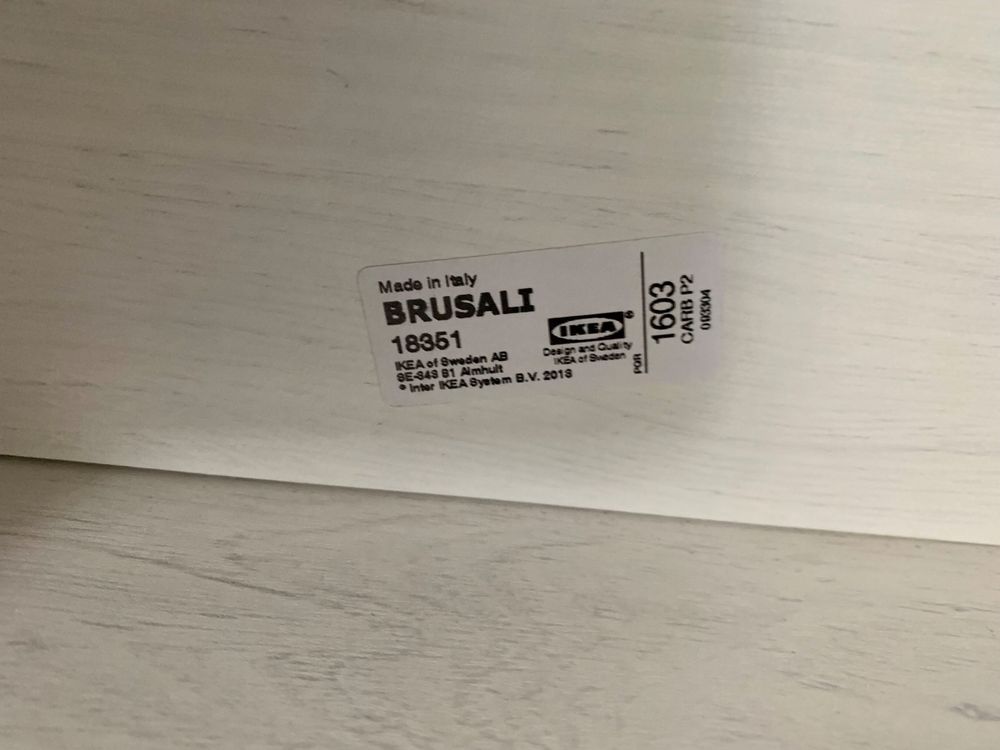 Made in Italy
BRUSALI
18351
IKEA of Sweden AB
SE-343 81 Älmhult
® Inter IKEA System B.V. 2013
IKEA®
Design and Quality
IKEA of Sweden
PQR
1603
CARB P2
093304